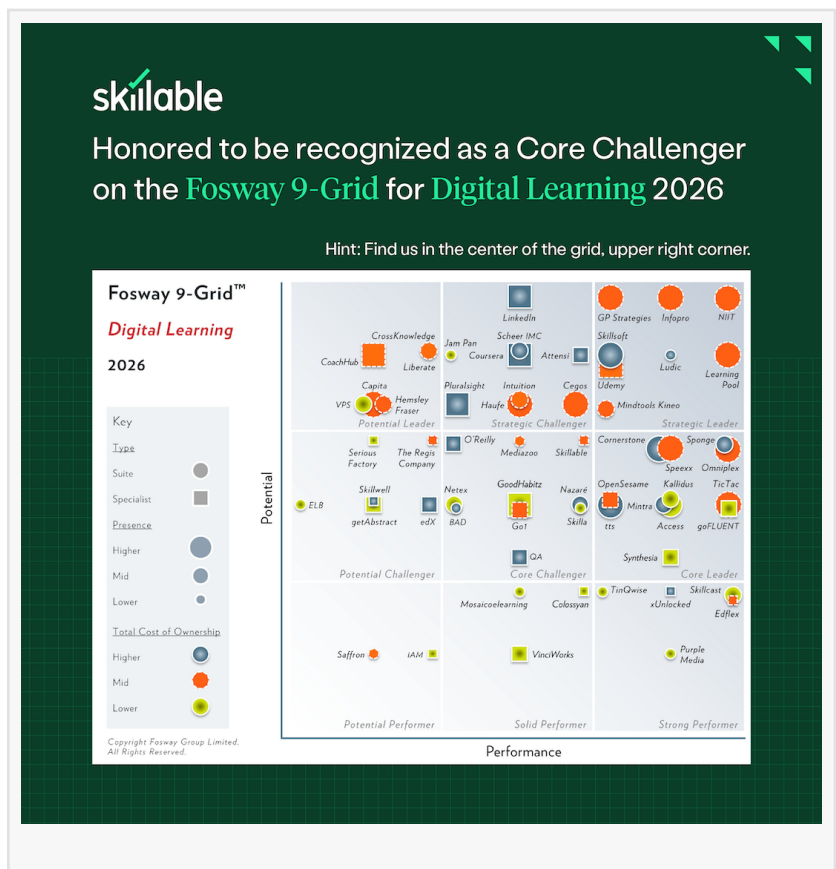 skillable
Honored to be recognized as a Core Challenger
on the Fosway 9-Grid for Digital Learning 2026
Hint: Find us in the center of the grid, upper right corner.
Fosway 9-Grid™
Digital Learning
2026
Key
Type
Suite
Specialist
Presence
Higher
Mid
Lower
Total Cost of Ownership
Higher
Mid
Lower
Copyright Fosway Group Limited.
All Rights Reserved.
Potential
CrossKnowledge
CoachHub
Liberate
Capita
VPS
Hemsley
Fraser
Potential Leader
LinkedIn
Scheer IMC
Jam Pan
Coursera
Attensi
Pluralsight
Intuition
Cegos
Haufe
Strategic Challenger
GP Strategies
Infopro
NIIT
Skillsoft
Udemy
Ludic
Learning
Pool
Mindtools Kineo
Strategic Leader
Serious
Factory
The Regis
Company
Skillwell
ELB
getAbstract
edX
Potential Challenger
O'Reilly
Mediazoo
Skillable
Netex
GoodHabitz
Nazaré
BAD
Go1
Skilla
QA
Core Challenger
Cornerstone
Sponge
Speexx
Omniplex
OpenSesame
Kallidus
TicTac
Mintra
tts
Access
goFLUENT
Synthesia
Core Leader
Saffron
iAM
Potential Performer
Mosaicoelearning
Colossyan
VinciWorks
Solid Performer
TinQwise
xUnlocked
Skillcast
Edflex
Purple
Media
Strong Performer
Performance